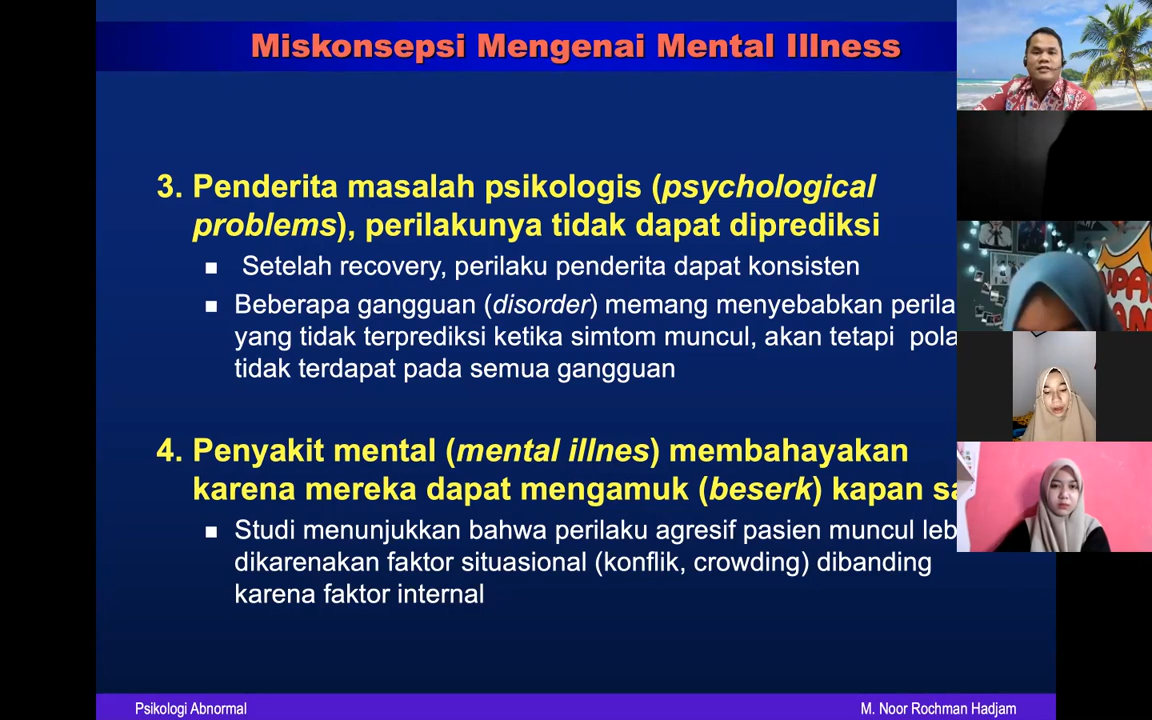 Miskonsepsi Mengenai Mental Illness
3. Penderita masalah psikologis (psychological
problems), perilakunya tidak dapat diprediksi
Setelah recovery, perilaku penderita dapat konsisten
Beberapa gangguan (disorder) memang menyebabkan
yang tidak terprediksi ketika simtom muncul, akan tetapi pola
tidak terdapat pada semua gangguan
4. Penyakit mental (mental illnes) membahayakan
karena mereka dapat mengamuk (beserk) kapan
Studi menunjukkan bahwa perilaku agresif pasien muncul
dikarenakan faktor situasional (konflik, crowding) dibanding
karena faktor internal
Psikologi Abnormal
M. Noor Rochman Hadjam